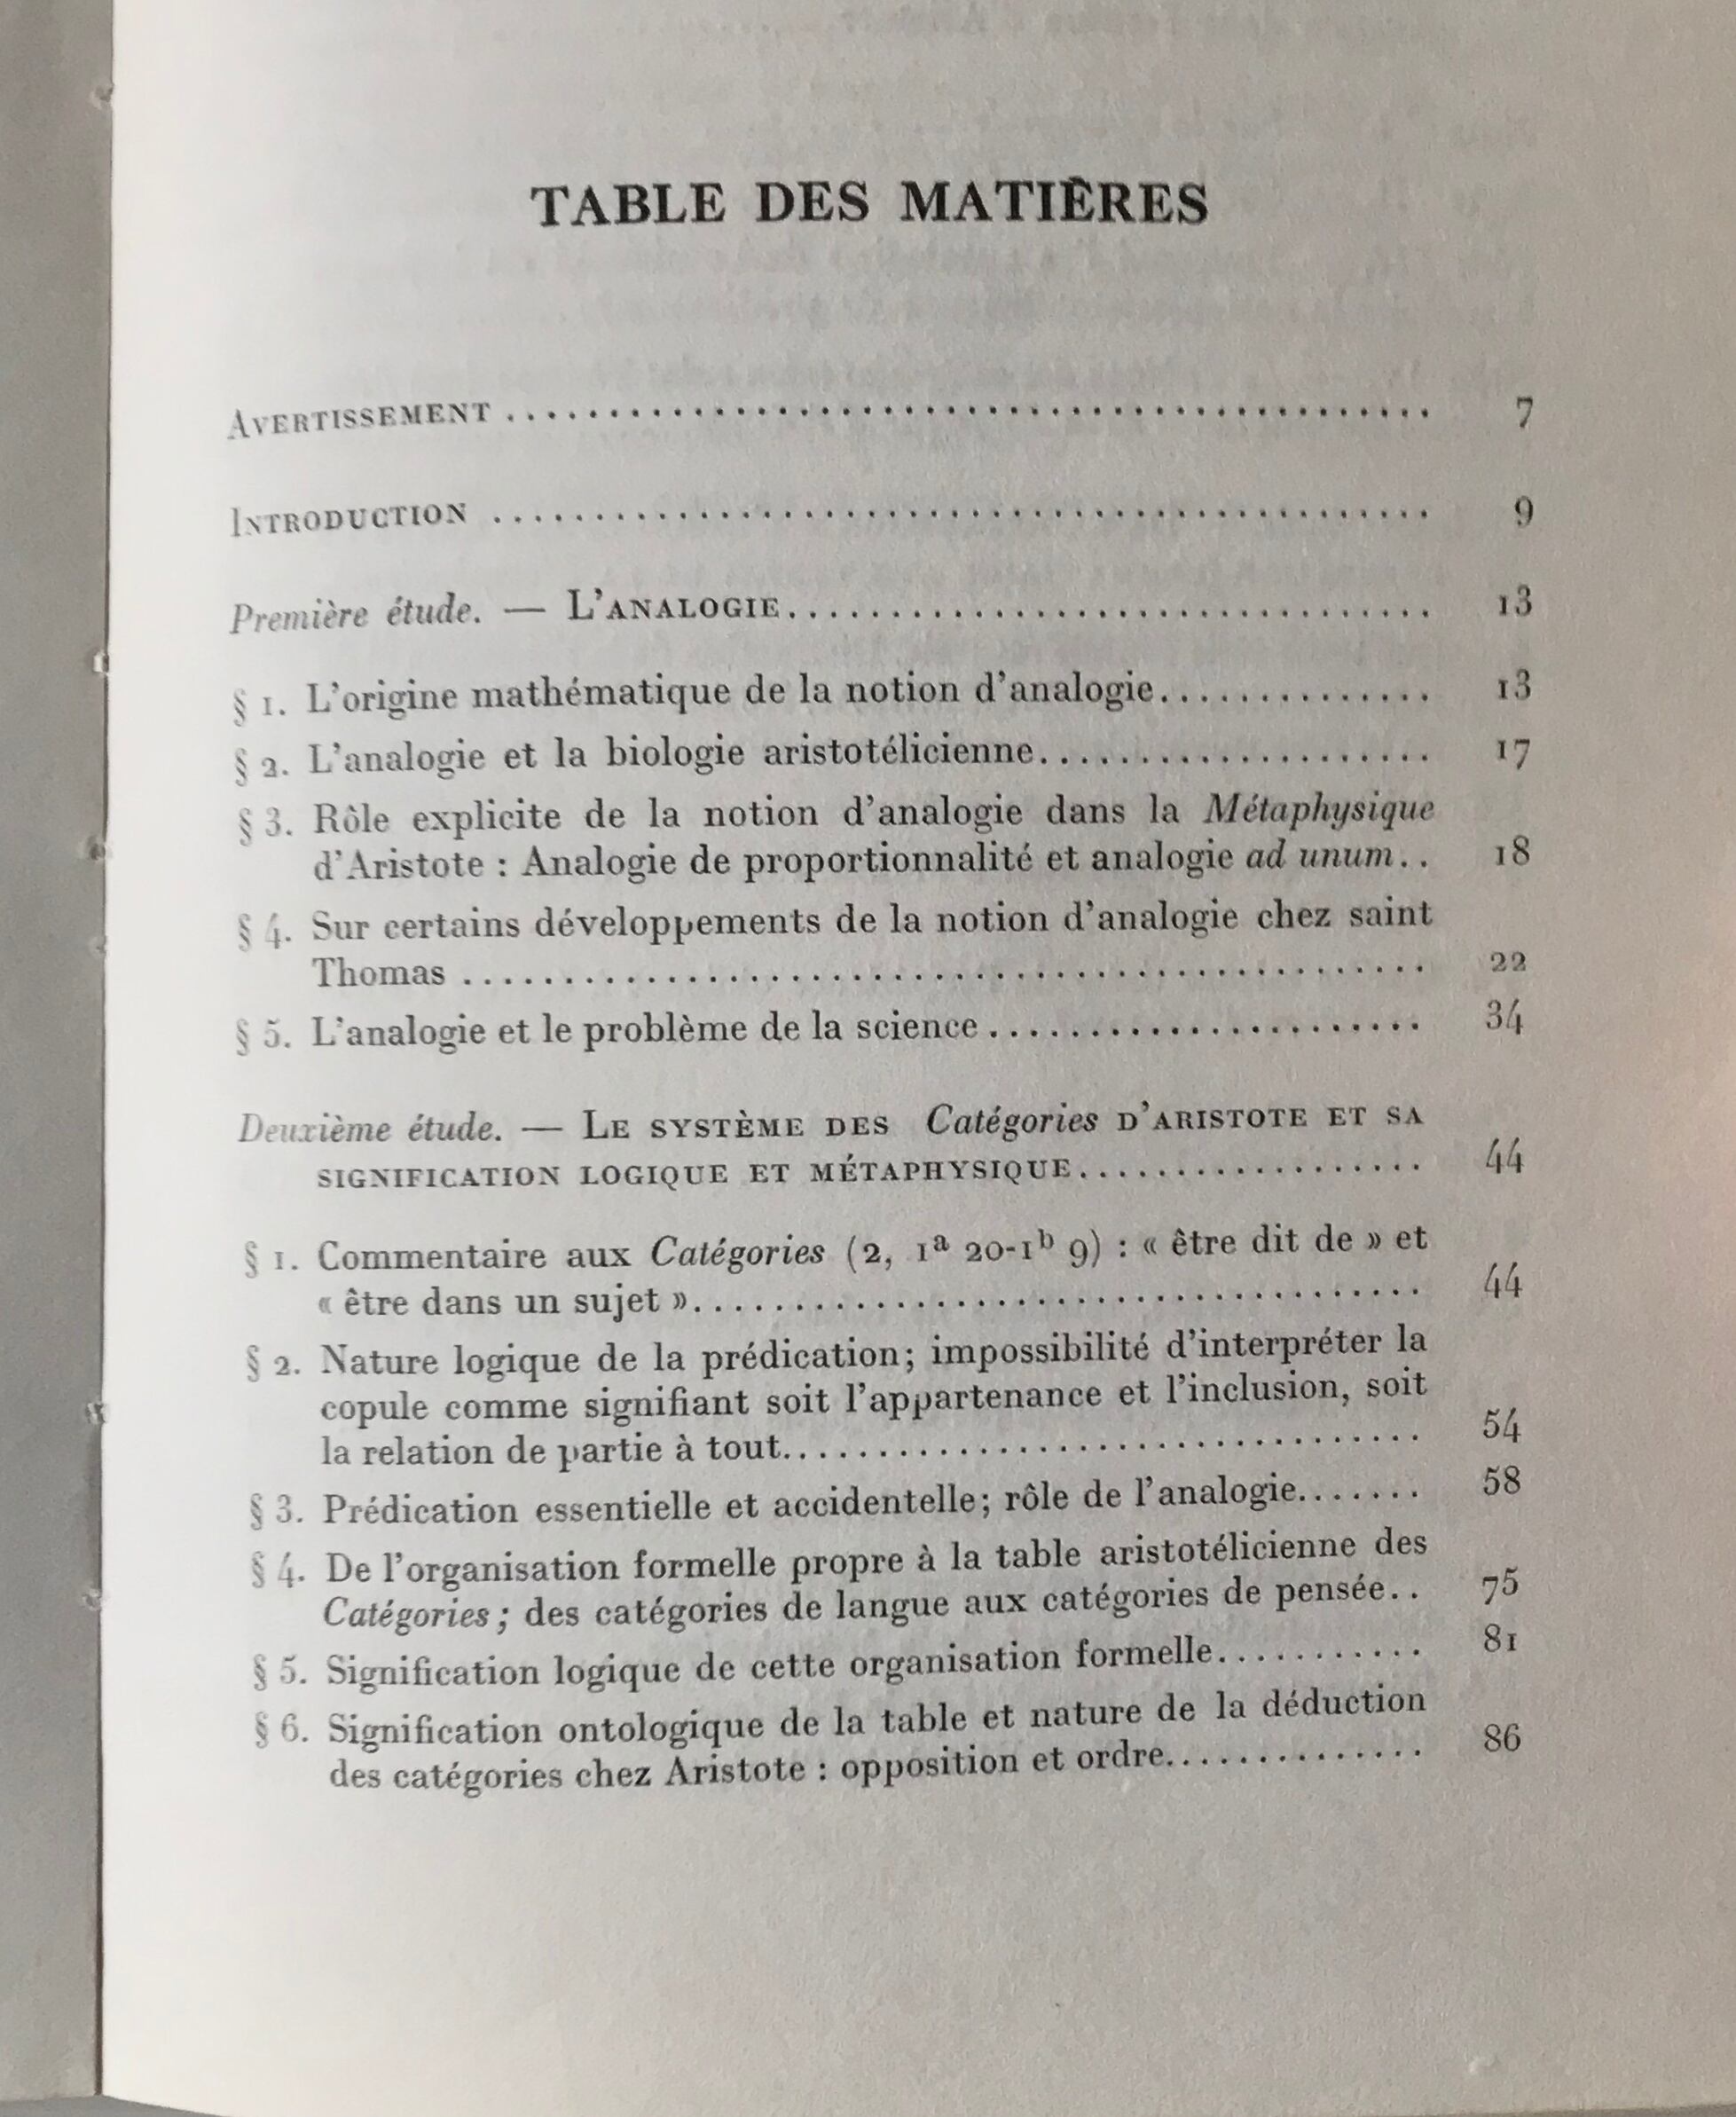 TABLE DES MATIÈRES
AVERTISSEMENT .......... 7
INTRODUCTION .......... 9
Première étude. — L'ANALOGIE.......... 13
§ 1. L'origine mathématique de la notion d'analogie.......... 13
§ 2. L'analogie et la biologie aristotélicienne.......... 17
§ 3. Rôle explicite de la notion d'analogie dans la Métaphysique
d'Aristote : Analogie de proportionnalité et analogie ad unum.. 18
§ 4. Sur certains développements de la notion d'analogie chez saint
Thomas .......... 22
§ 5. L'analogie et le problème de la science .......... 34
Deuxième étude. — LE SYSTÈME DES Catégories D'ARISTOTE ET SA
SIGNIFICATION LOGIQUE ET MÉTAPHYSIQUE.......... 44
§ 1. Commentaire aux Catégories (2, 1ᵃ 20-1ᵇ 9) : « être dit de » et
« être dans un sujet ».......... 44
§ 2. Nature logique de la prédication; impossibilité d'interpréter la
copule comme signifiant soit l'appartenance et l'inclusion, soit
la relation de partie à tout.......... 54
§ 3. Prédication essentielle et accidentelle; rôle de l'analogie....... 58
§ 4. De l'organisation formelle propre à la table aristotélicienne des
Catégories; des catégories de langue aux catégories de pensée.. 75
§ 5. Signification logique de cette organisation formelle.......... 81
§ 6. Signification ontologique de la table et nature de la déduction
des catégories chez Aristote : opposition et ordre.......... 86